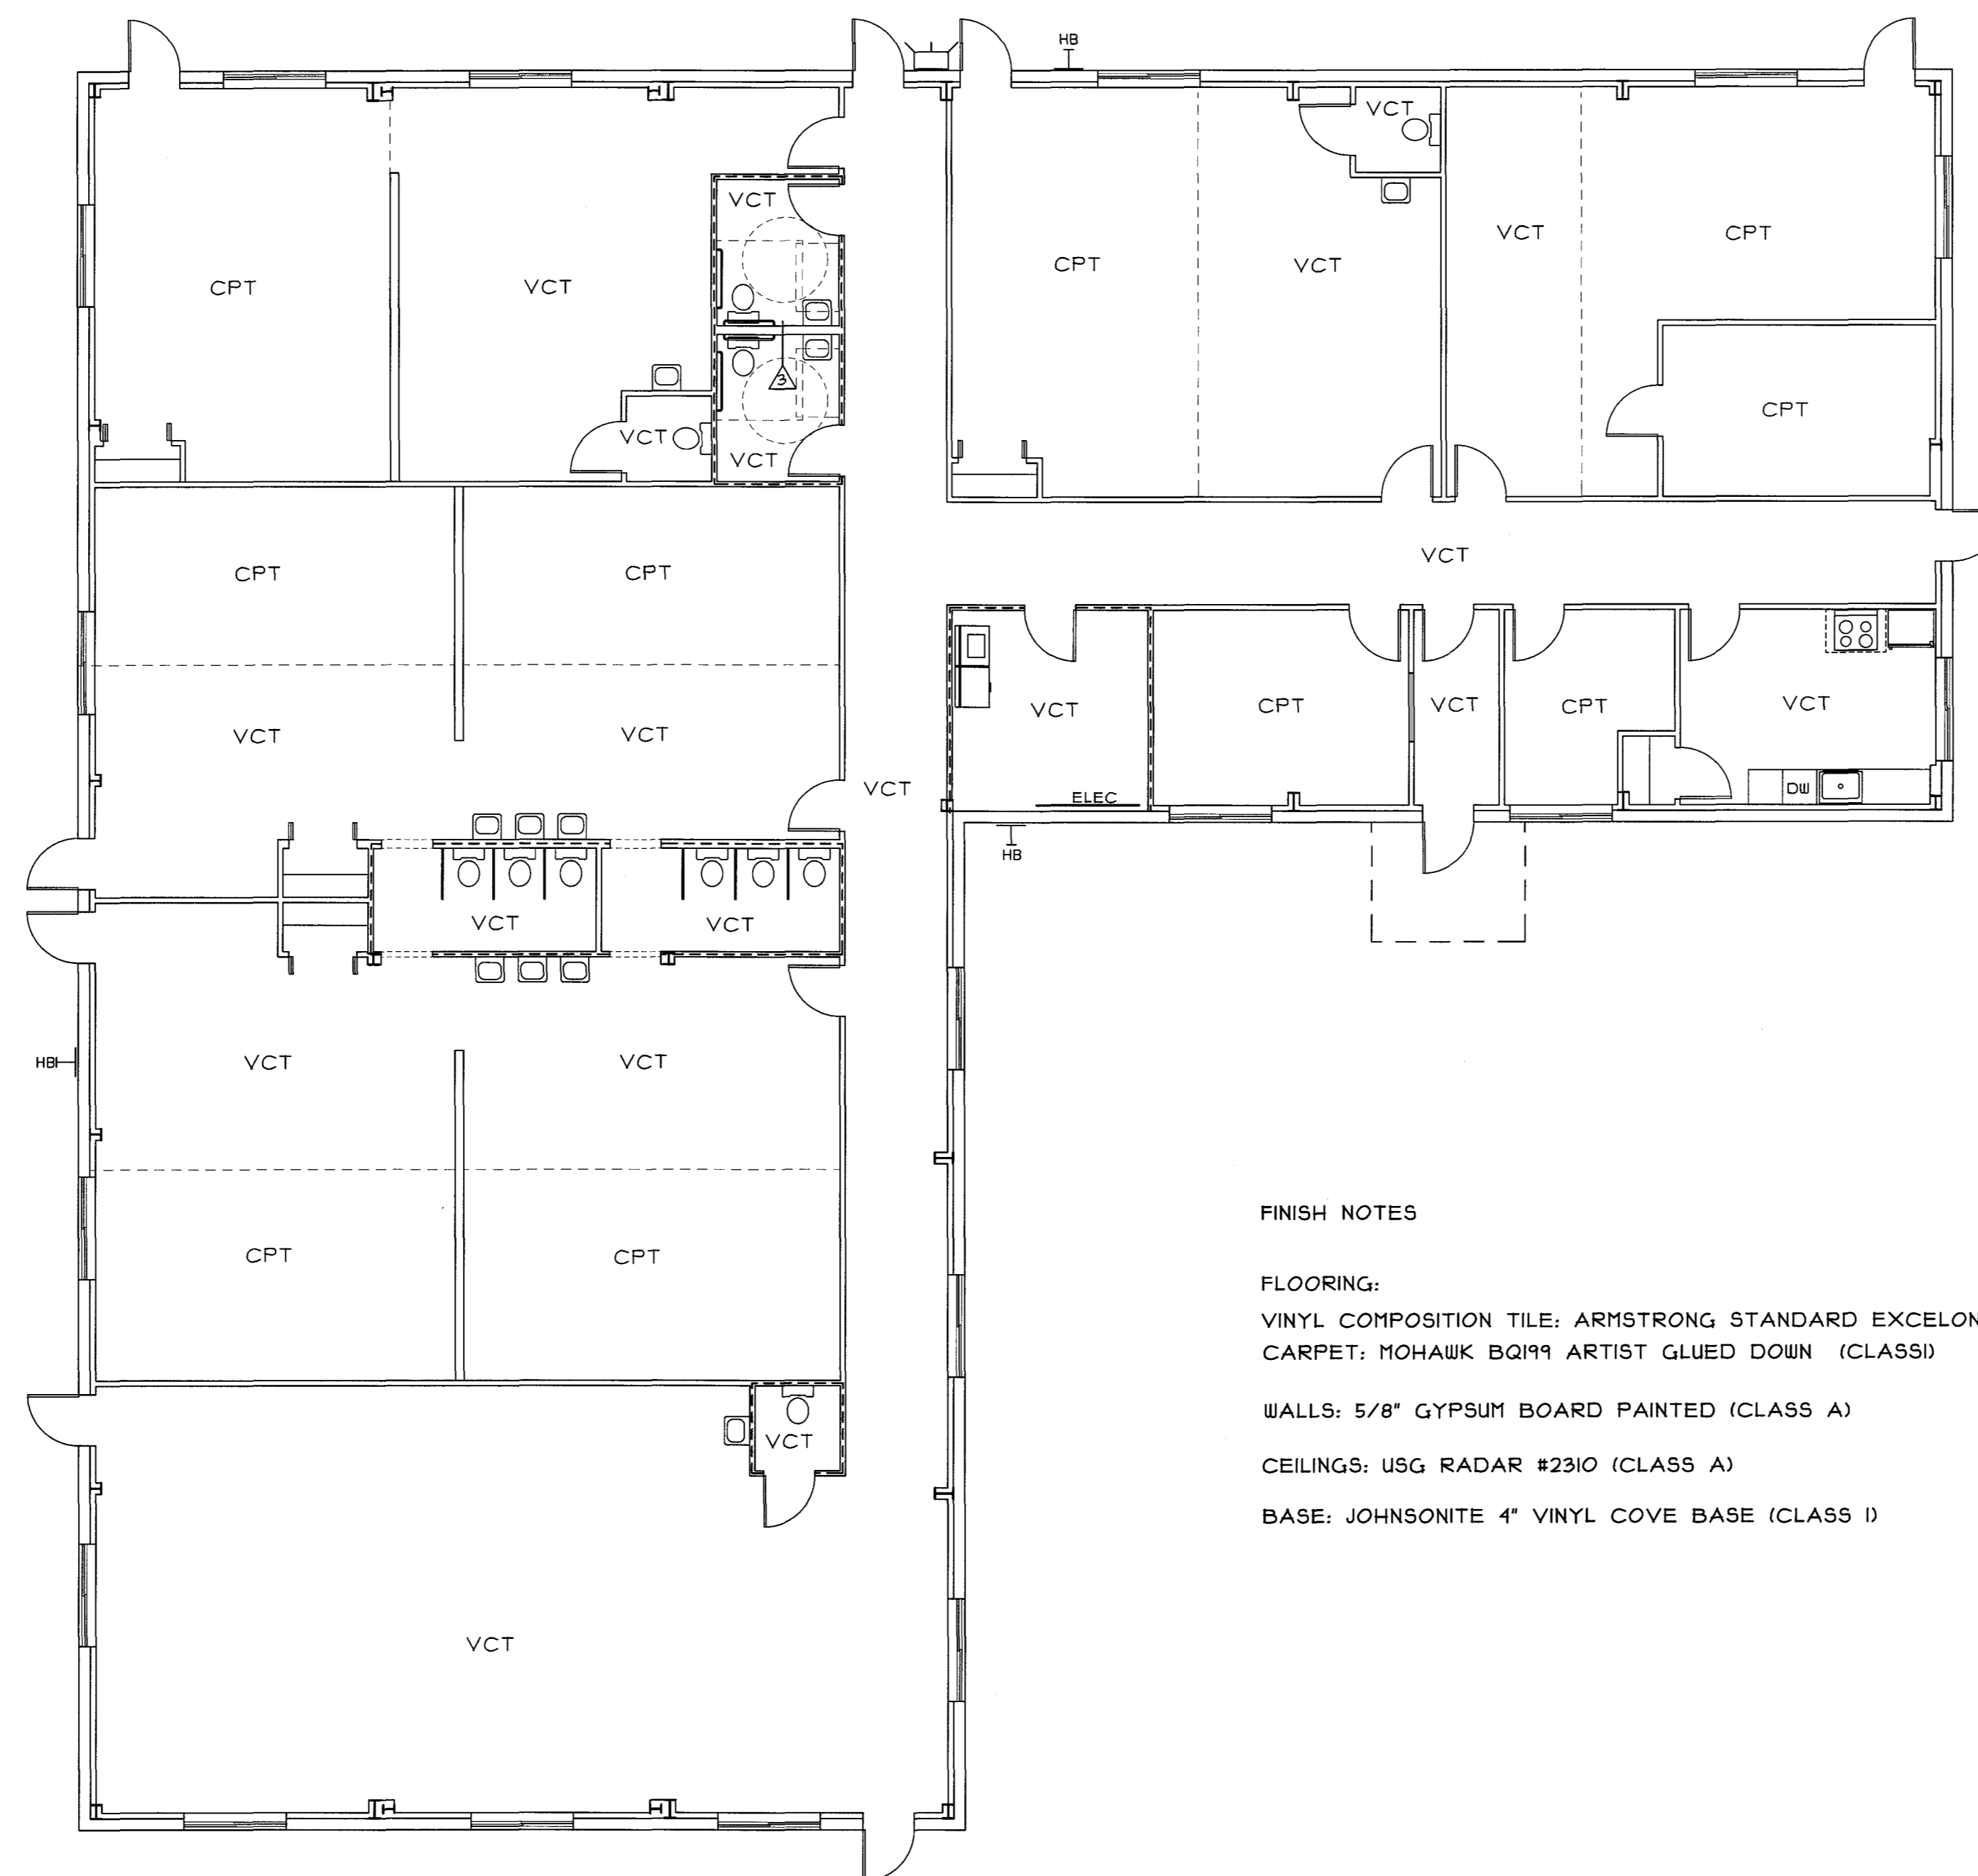 HB
VCT
VCT
VCT
CPT
CPT
VCT
CPT
VCT
3
CPT
VCT
VCT
VCT
CPT
CPT
VCT
VCT
CPT
VCT
CPT
VCT
VCT
VCT
VCT
DW
ELEC
HB
VCT
VCT
HB
VCT
VCT
CPT
CPT
VCT
VCT
FINISH NOTES
FLOORING:
VINYL COMPOSITION TILE: ARMSTRONG STANDARD EXCELON
CARPET: MOHAWK BQ199 ARTIST GLUED DOWN (CLASSI)
WALLS: 5/8" GYPSUM BOARD PAINTED (CLASS A)
CEILINGS: USG RADAR #2310 (CLASS A)
BASE: JOHNSONITE 4" VINYL COVE BASE (CLASS I)